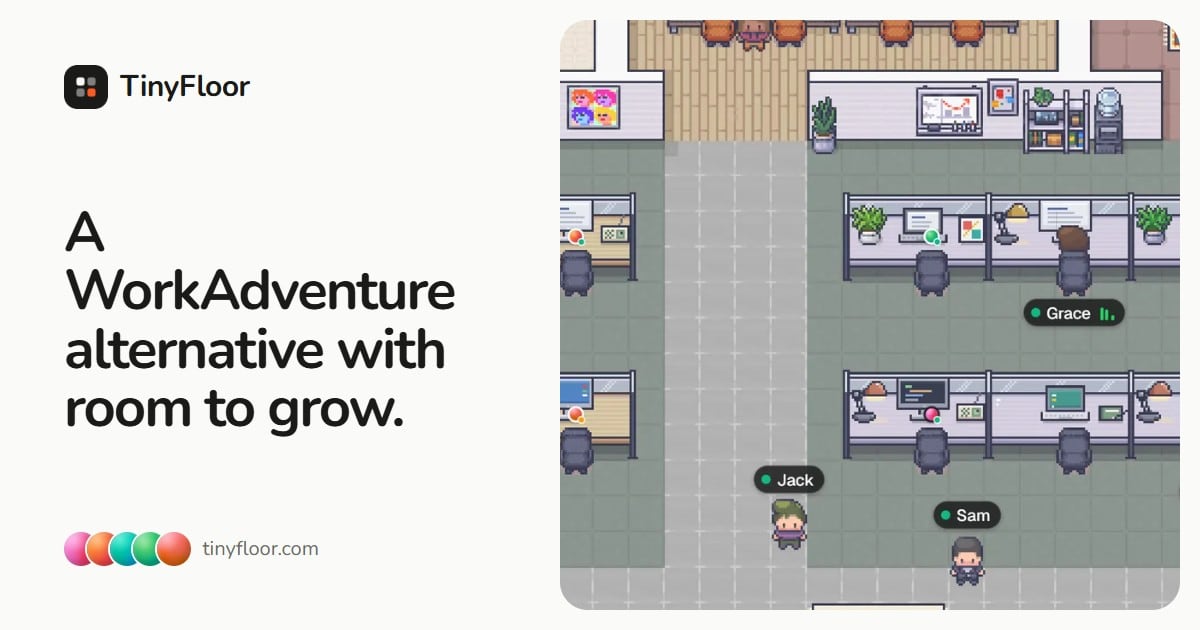 TinyFloor
A
WorkAdventure
alternative with
room to grow.
tinyfloor.com
Grace
Jack
Sam